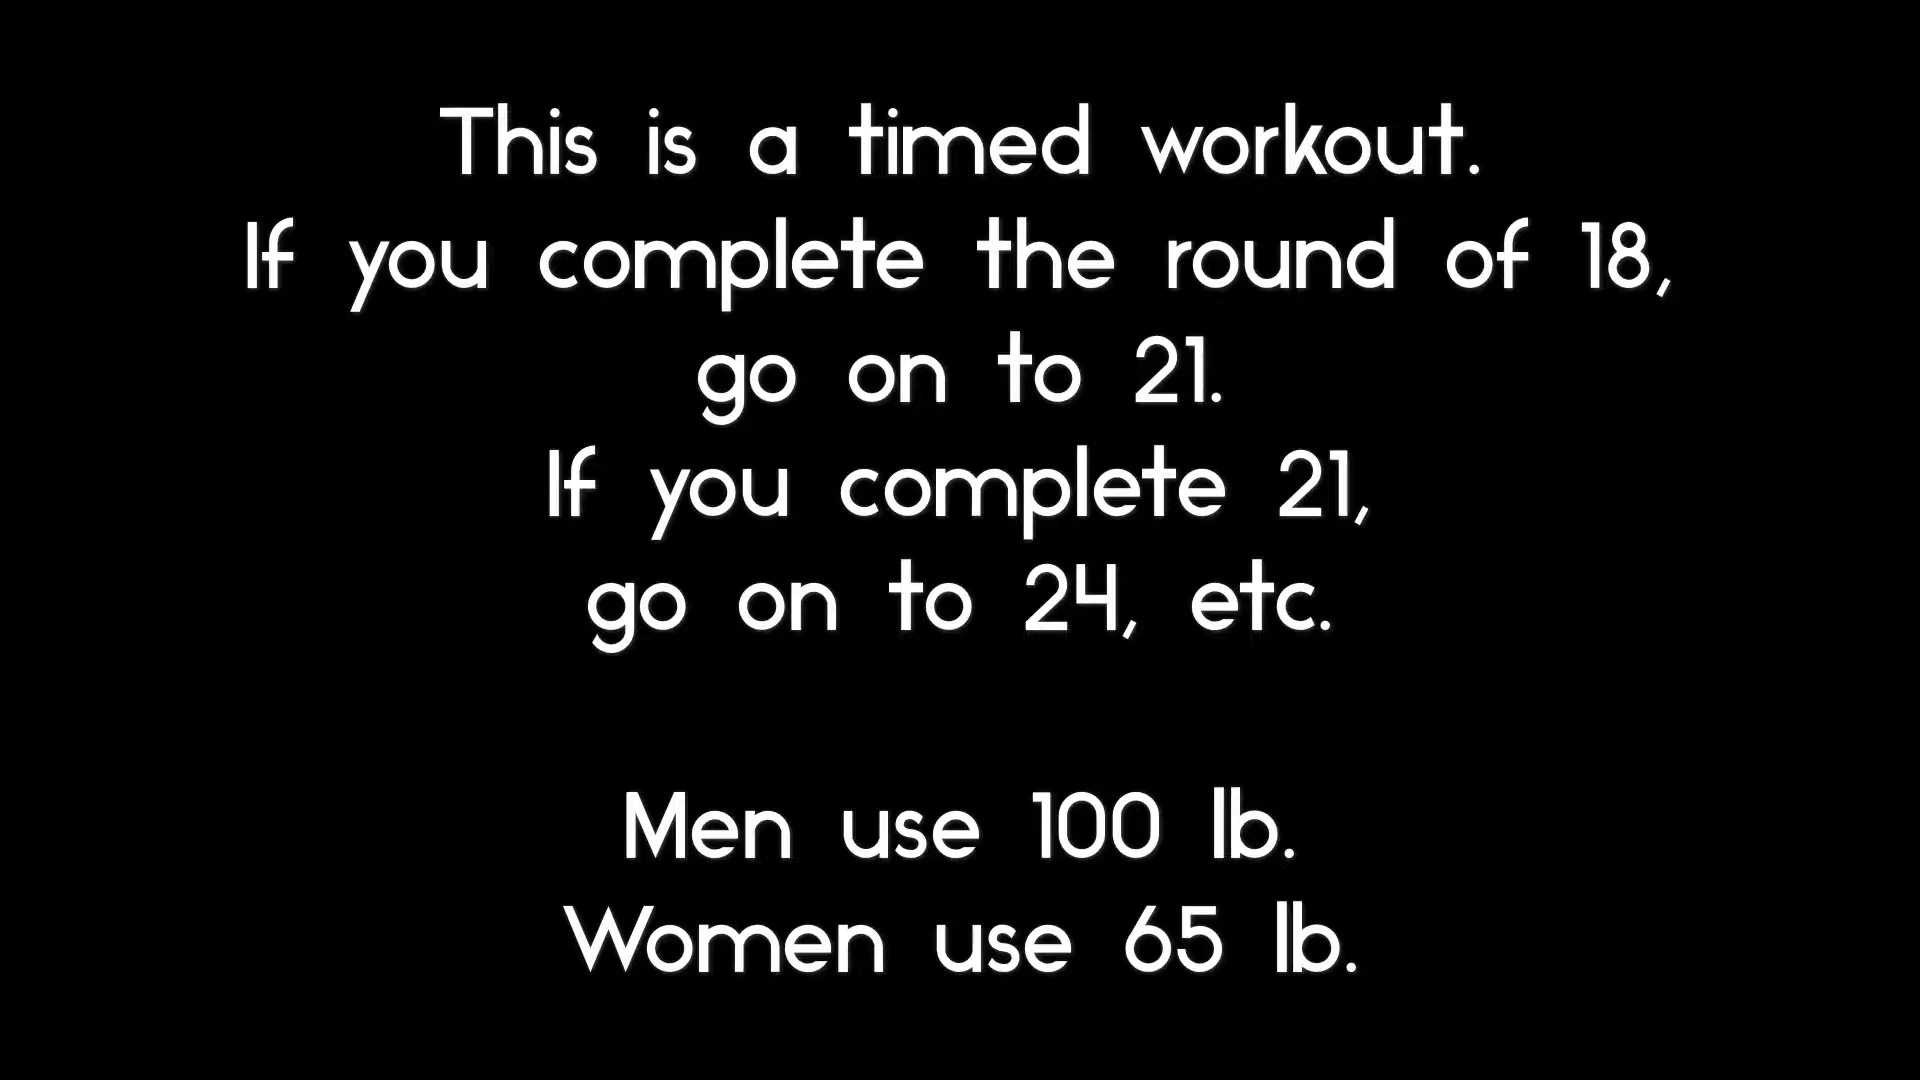 This is a timed workout.
If you complete the round of 18,
go on to 21.
If you complete 21,
go on to 24, etc.
Men use 100 lb.
Women use 65 lb.